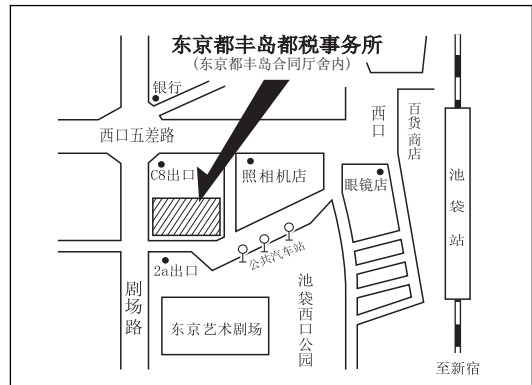 东京都丰岛都税事务所
(东京都丰岛合同厅舍内)
银行
西口五差路
西口
百货商店
C8出口
照相机店
眼镜店
池袋站
公共汽车站
2a出口
剧场路
东京艺术剧场
池袋西口公园
至新宿